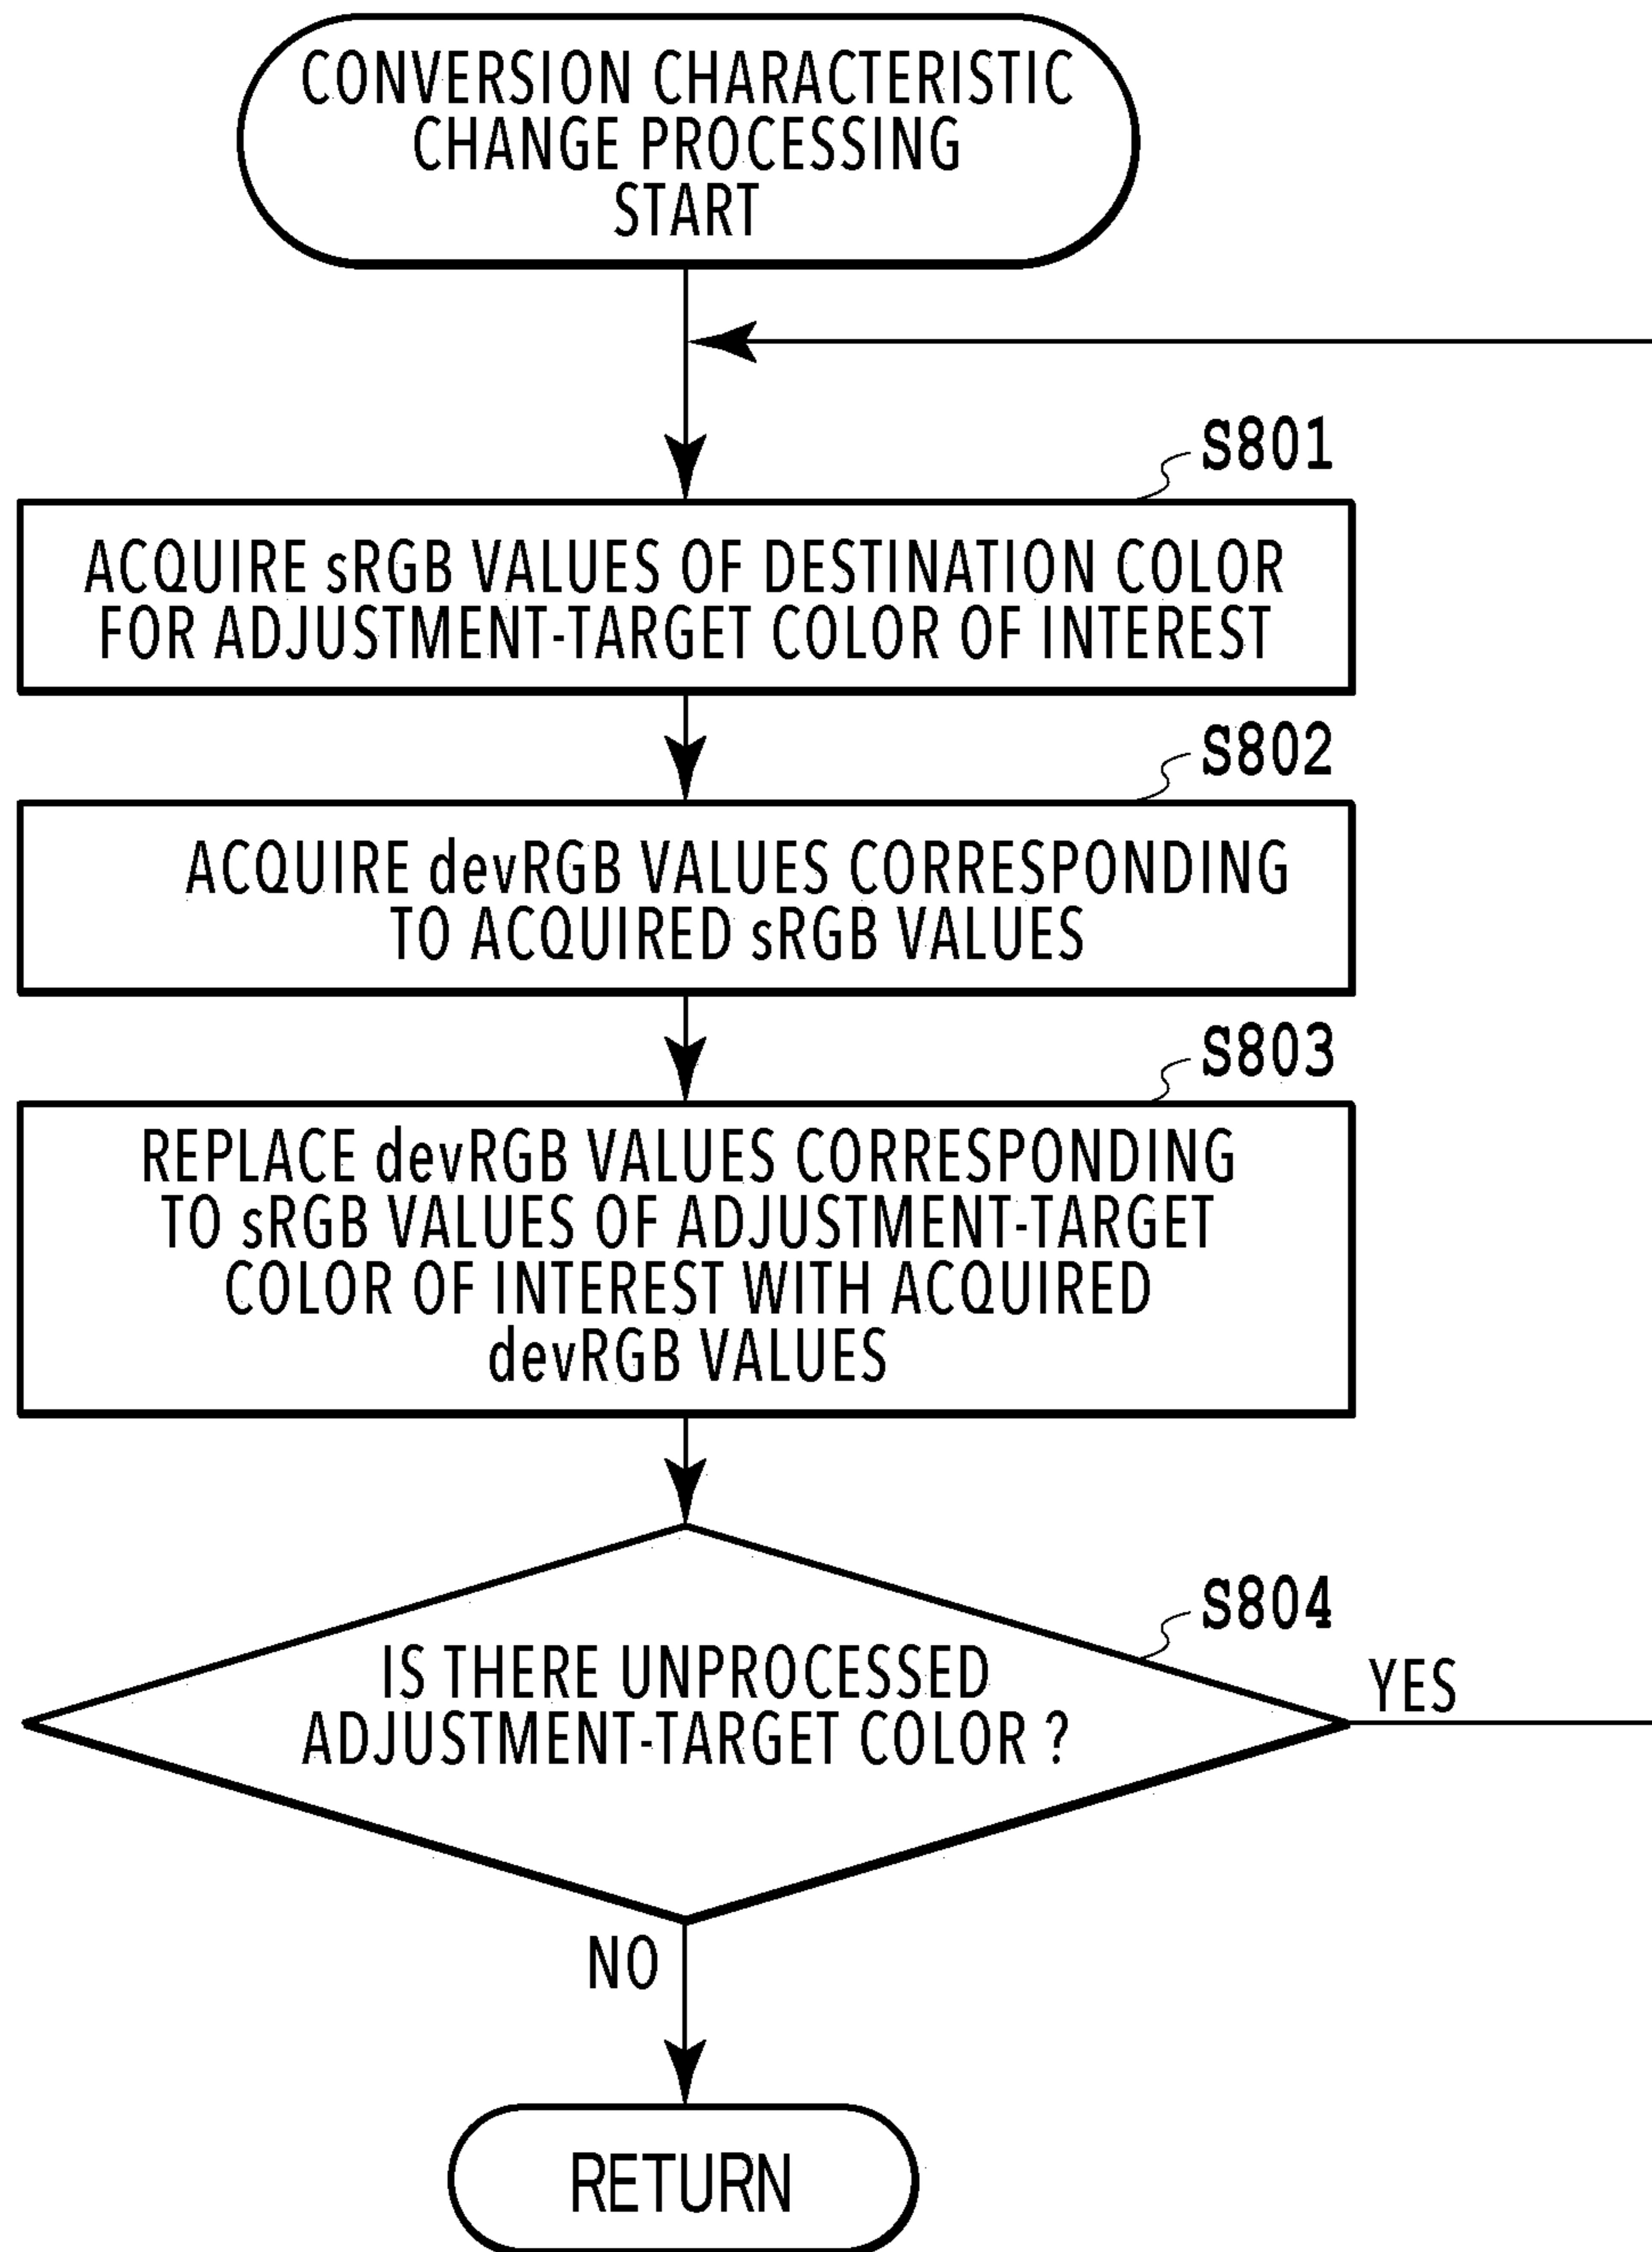 CONVERSION CHARACTERISTIC
CHANGE PROCESSING
START
S801
ACQUIRE sRGB VALUES OF DESTINATION COLOR
FOR ADJUSTMENT-TARGET COLOR OF INTEREST
S802
ACQUIRE devRGB VALUES CORRESPONDING
TO ACQUIRED sRGB VALUES
S803
REPLACE devRGB VALUES CORRESPONDING
TO sRGB VALUES OF ADJUSTMENT-TARGET
COLOR OF INTEREST WITH ACQUIRED
devRGB VALUES
S804
IS THERE UNPROCESSED
ADJUSTMENT-TARGET COLOR ?
YES
NO
RETURN